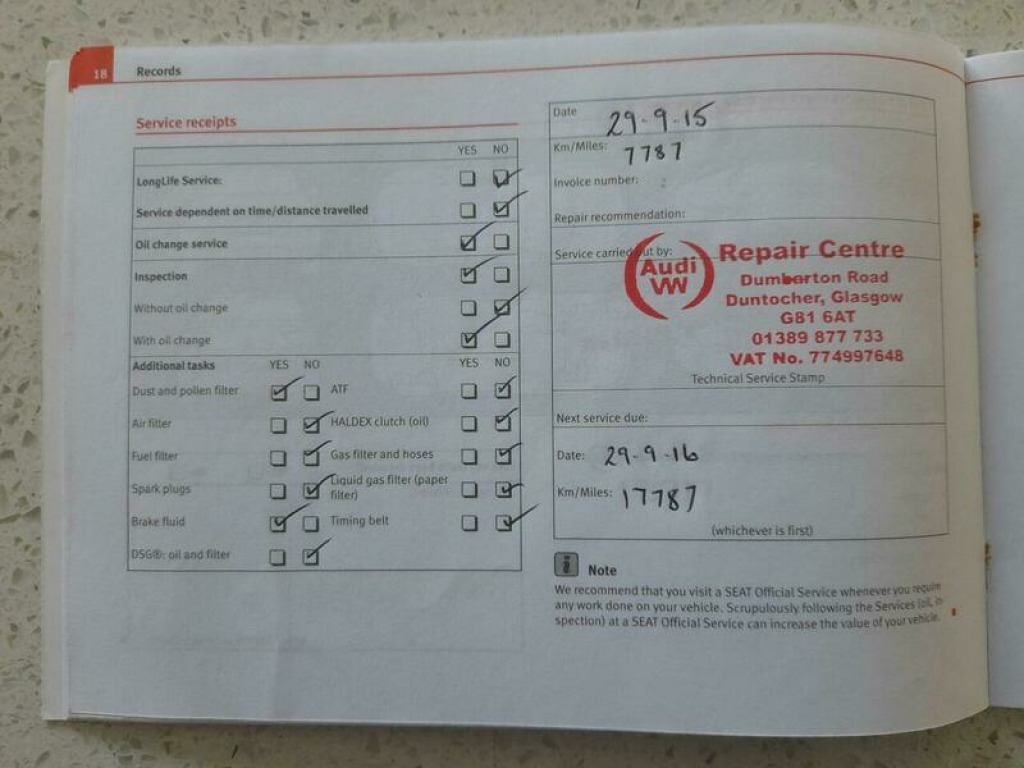 18 Records
Service receipts
YES NO
LongLife Service:
Service dependent on time/distance travelled
Oil change service
Inspection
Without oil change
With oil change
Additional tasks YES NO YES NO
Dust and pollen filter ATF
Air filter HALDEX clutch (oil)
Fuel filter Gas filter and hoses
Spark plugs Liquid gas filter (paper
filter)
Brake fluid Timing belt
DSG®: oil and filter
Date 29-9-15
Km/Miles: 7787
Invoice number:
Repair recommendation:
Service carried out by:
Audi
VW
Repair Centre
Dumbarton Road
Duntocher, Glasgow
G81 6AT
01389 877 733
VAT No. 774997648
Technical Service Stamp
Next service due:
Date: 29-9-16
Km/Miles: 17787
(whichever is first)
i Note
We recommend that you visit a SEAT Official Service whenever you require
any work done on your vehicle. Scrupulously following the Services (oil, in-
spection) at a SEAT Official Service can increase the value of your vehicle.